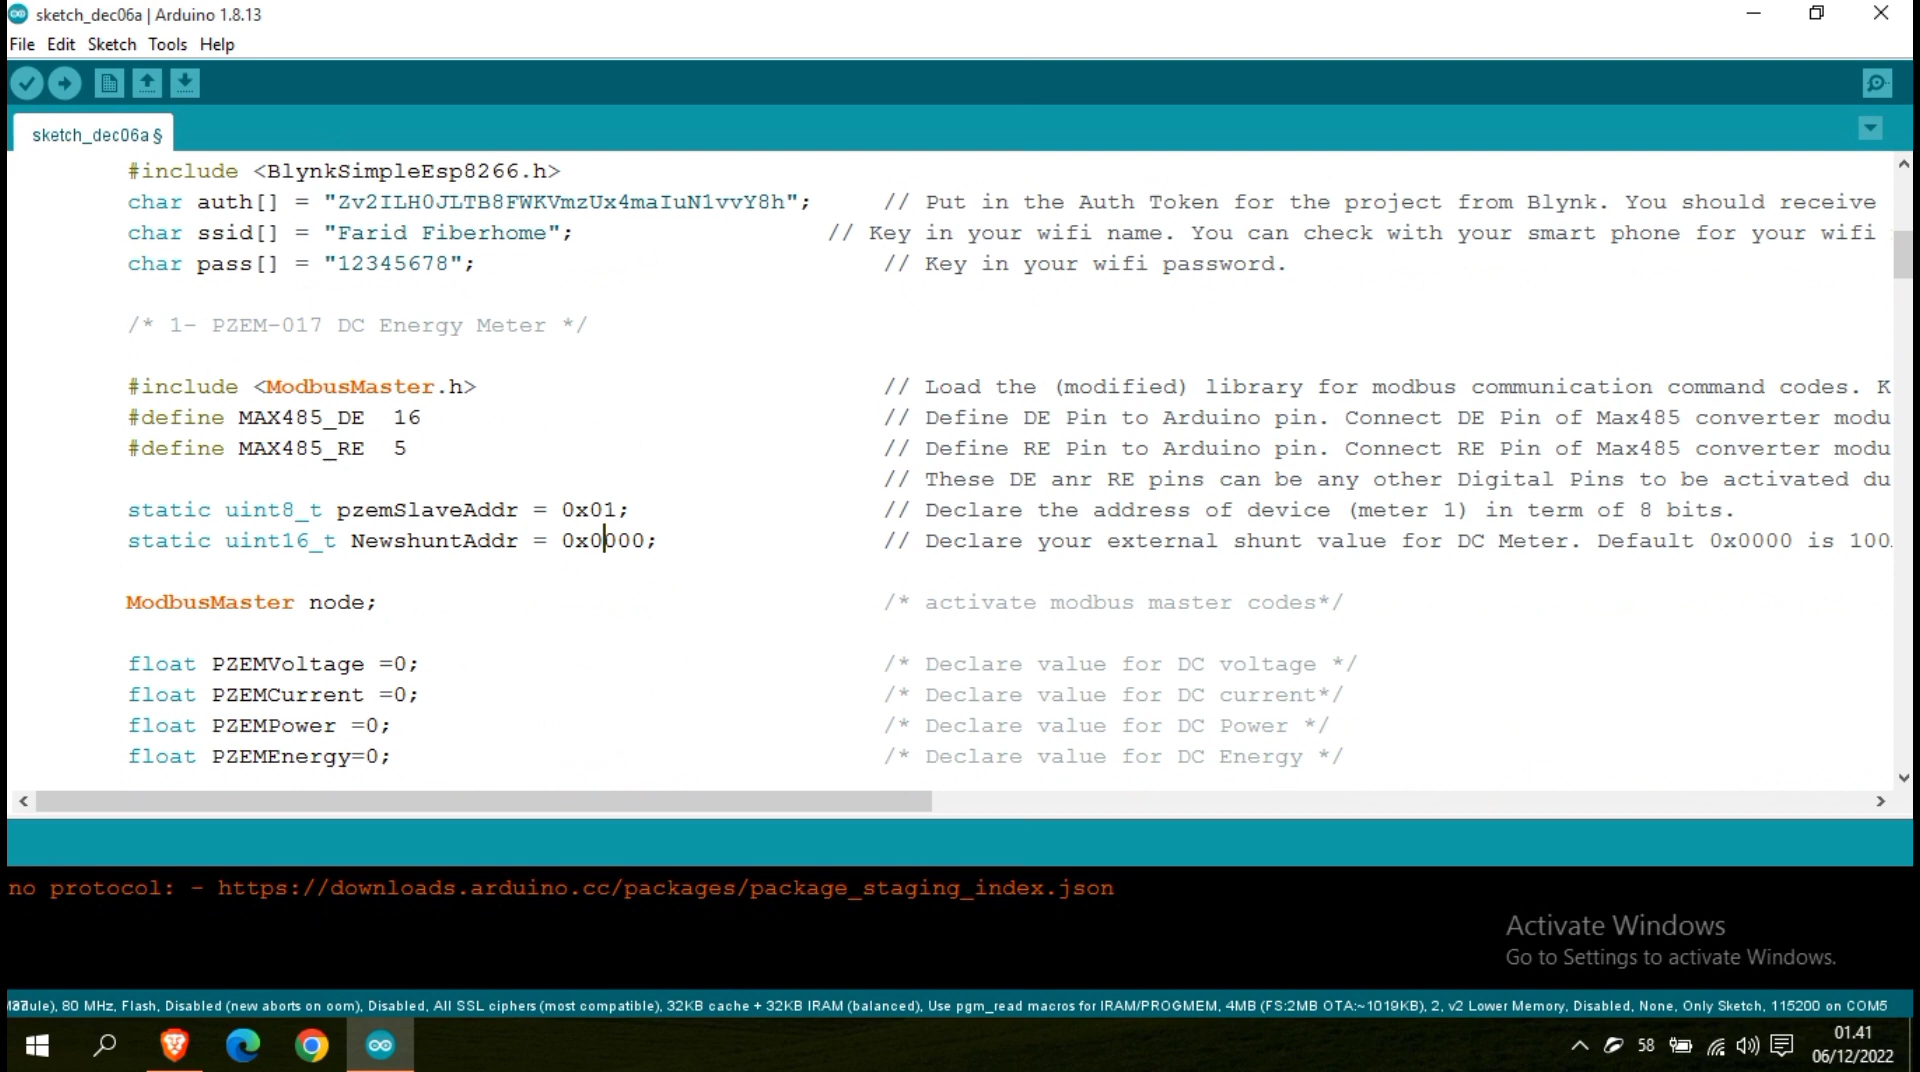 sketch_dec06a | Arduino 1.8.13
File Edit Sketch Tools Help
sketch_dec06a §
#include <BlynkSimpleEsp8266.h>
char auth[] = "Zv2ILH0JLTB8FWKVmzUx4maIuN1vvY8h"; // Put in the Auth Token for the project from Blynk. You should receive
char ssid[] = "Farid Fiberhome"; // Key in your wifi name. You can check with your smart phone for your wifi
char pass[] = "12345678"; // Key in your wifi password.
/* 1- PZEM-017 DC Energy Meter */
#include <ModbusMaster.h> // Load the (modified) library for modbus communication command codes. K
#define MAX485_DE 16 // Define DE Pin to Arduino pin. Connect DE Pin of Max485 converter modu
#define MAX485_RE 5 // Define RE Pin to Arduino pin. Connect RE Pin of Max485 converter modu
// These DE anr RE pins can be any other Digital Pins to be activated du
static uint8_t pzemSlaveAddr = 0x01; // Declare the address of device (meter 1) in term of 8 bits.
static uint16_t NewshuntAddr = 0x0000; // Declare your external shunt value for DC Meter. Default 0x0000 is 100
ModbusMaster node; /* activate modbus master codes*/
float PZEMVoltage =0; /* Declare value for DC voltage */
float PZEMCurrent =0; /* Declare value for DC current*/
float PZEMPower =0; /* Declare value for DC Power */
float PZEMEnergy=0; /* Declare value for DC Energy */
no protocol: - https://downloads.arduino.cc/packages/package_staging_index.json
Activate Windows
Go to Settings to activate Windows.
80 MHz, Flash, Disabled (new aborts on oom), Disabled, All SSL ciphers (most compatible), 32KB cache + 32KB IRAM (balanced), Use pgm_read macros for IRAM/PROGMEM, 4MB (FS:2MB OTA:~1019KB), 2, v2 Lower Memory, Disabled, None, Only Sketch, 115200 on COM5
58
01.41
06/12/2022